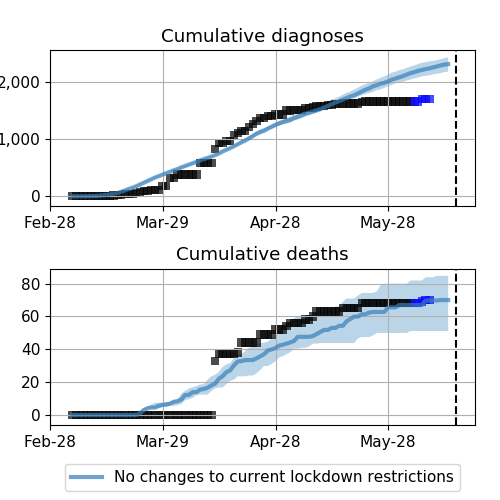 Cumulative diagnoses
2,000
1,000
0
Feb-28 Mar-29 Apr-28 May-28
Cumulative deaths
80
60
40
20
0
Feb-28 Mar-29 Apr-28 May-28
No changes to current lockdown restrictions